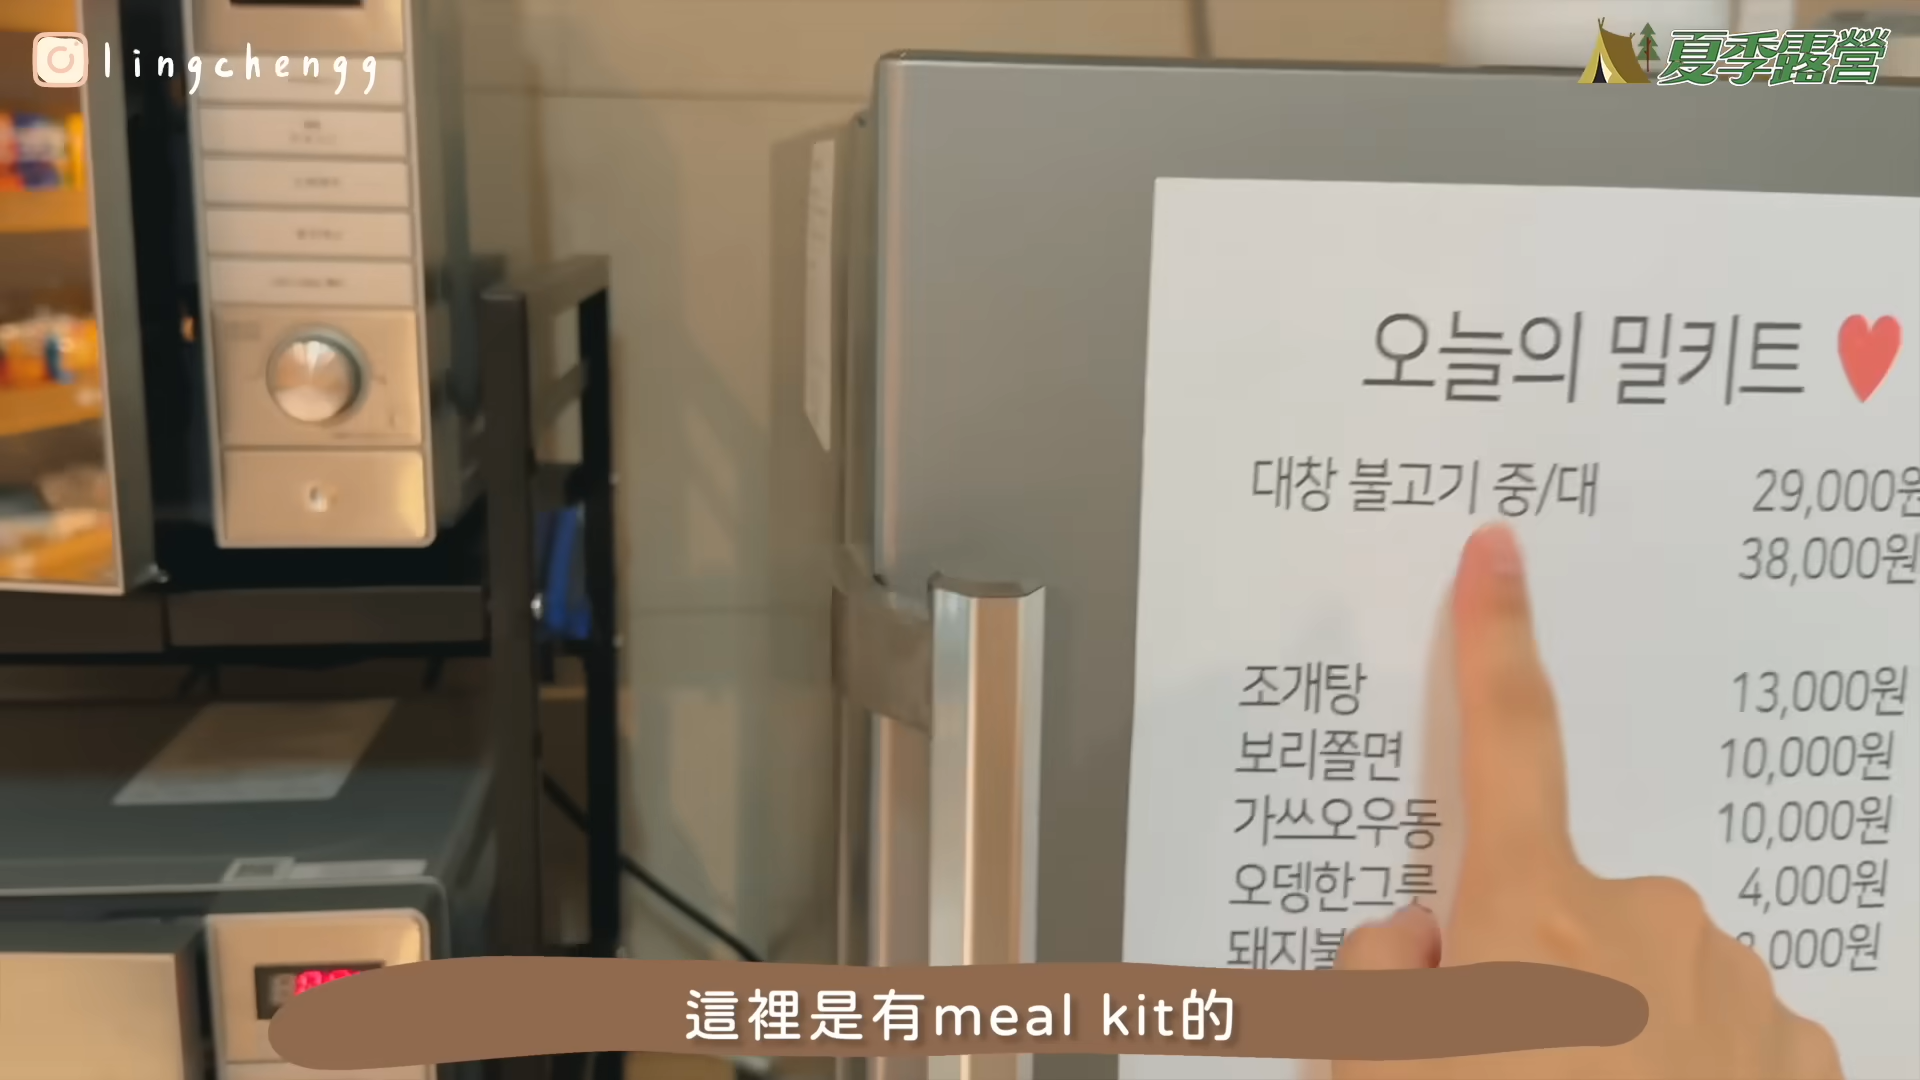 lingchengg
夏季露營
오늘의 밀키트 ♥
대창 불고기 중/대 29,000원
38,000원
조개탕 13,000원
보리쫄면 10,000원
가쓰오우동 10,000원
오뎅한그릇 4,000원
돼지불 ,000원
這裡是有meal kit的